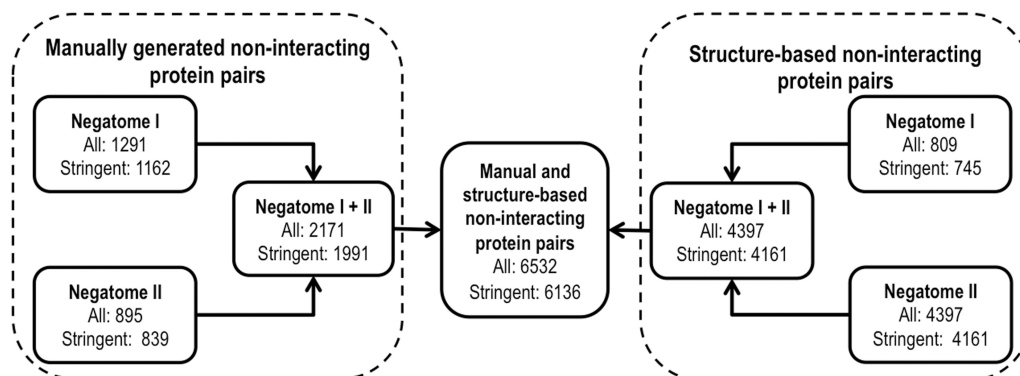 Manually generated non-interacting
protein pairs
Negatome I
All: 1291
Stringent: 1162
Negatome I + II
All: 2171
Stringent: 1991
Negatome II
All: 895
Stringent: 839
Manual and
structure-based
non-interacting
protein pairs
All: 6532
Stringent: 6136
Structure-based non-interacting
protein pairs
Negatome I
All: 809
Stringent: 745
Negatome I + II
All: 4397
Stringent: 4161
Negatome II
All: 4397
Stringent: 4161